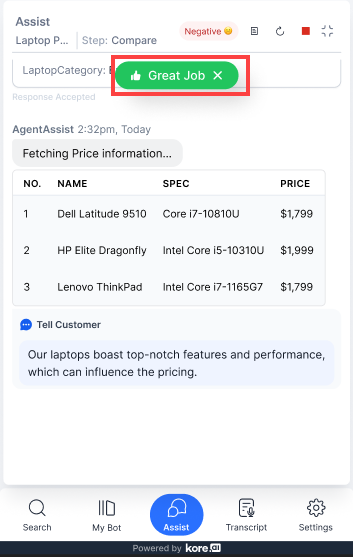 Assist
Laptop P... Step: Compare Negative
LaptopCategory:
Great Job
Response Accepted
AgentAssist 2:32pm, Today
Fetching Price information...
NO. NAME SPEC PRICE
1 Dell Latitude 9510 Core i7-10810U $1,799
2 HP Elite Dragonfly Intel Core i5-10310U $1,999
3 Lenovo ThinkPad Intel Core i7-1165G7 $1,799
Tell Customer
Our laptops boast top-notch features and performance,
which can influence the pricing.
Search My Bot Assist Transcript Settings
Powered by kore.ai